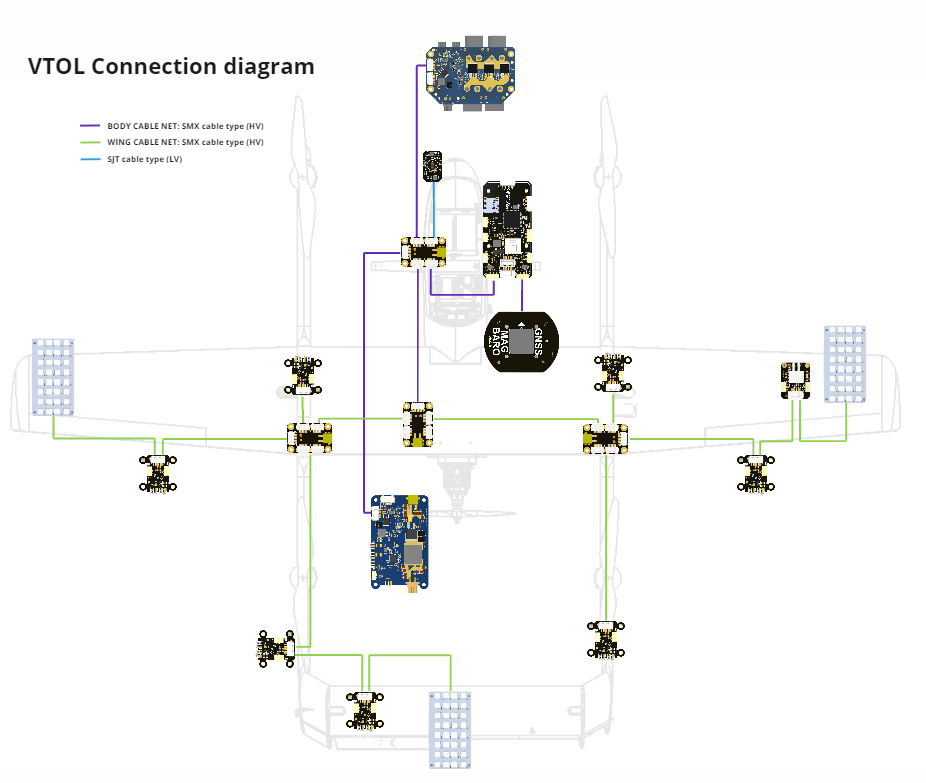 VTOL Connection diagram
BODY CABLE NET: SMX cable type (HV)
WING CABLE NET: SMX cable type (HV)
SJT cable type (LV)
GNSS
MAG
BARO